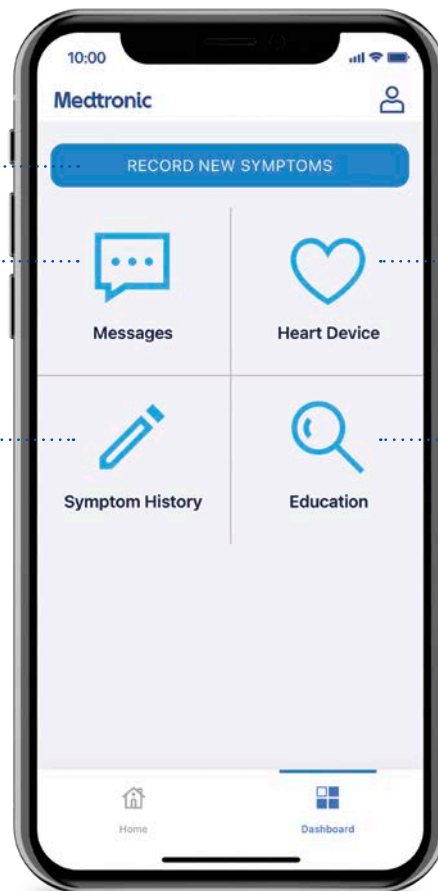 10:00
Medtronic
RECORD NEW SYMPTOMS
Messages
Heart Device
Symptom History
Education
Home
Dashboard